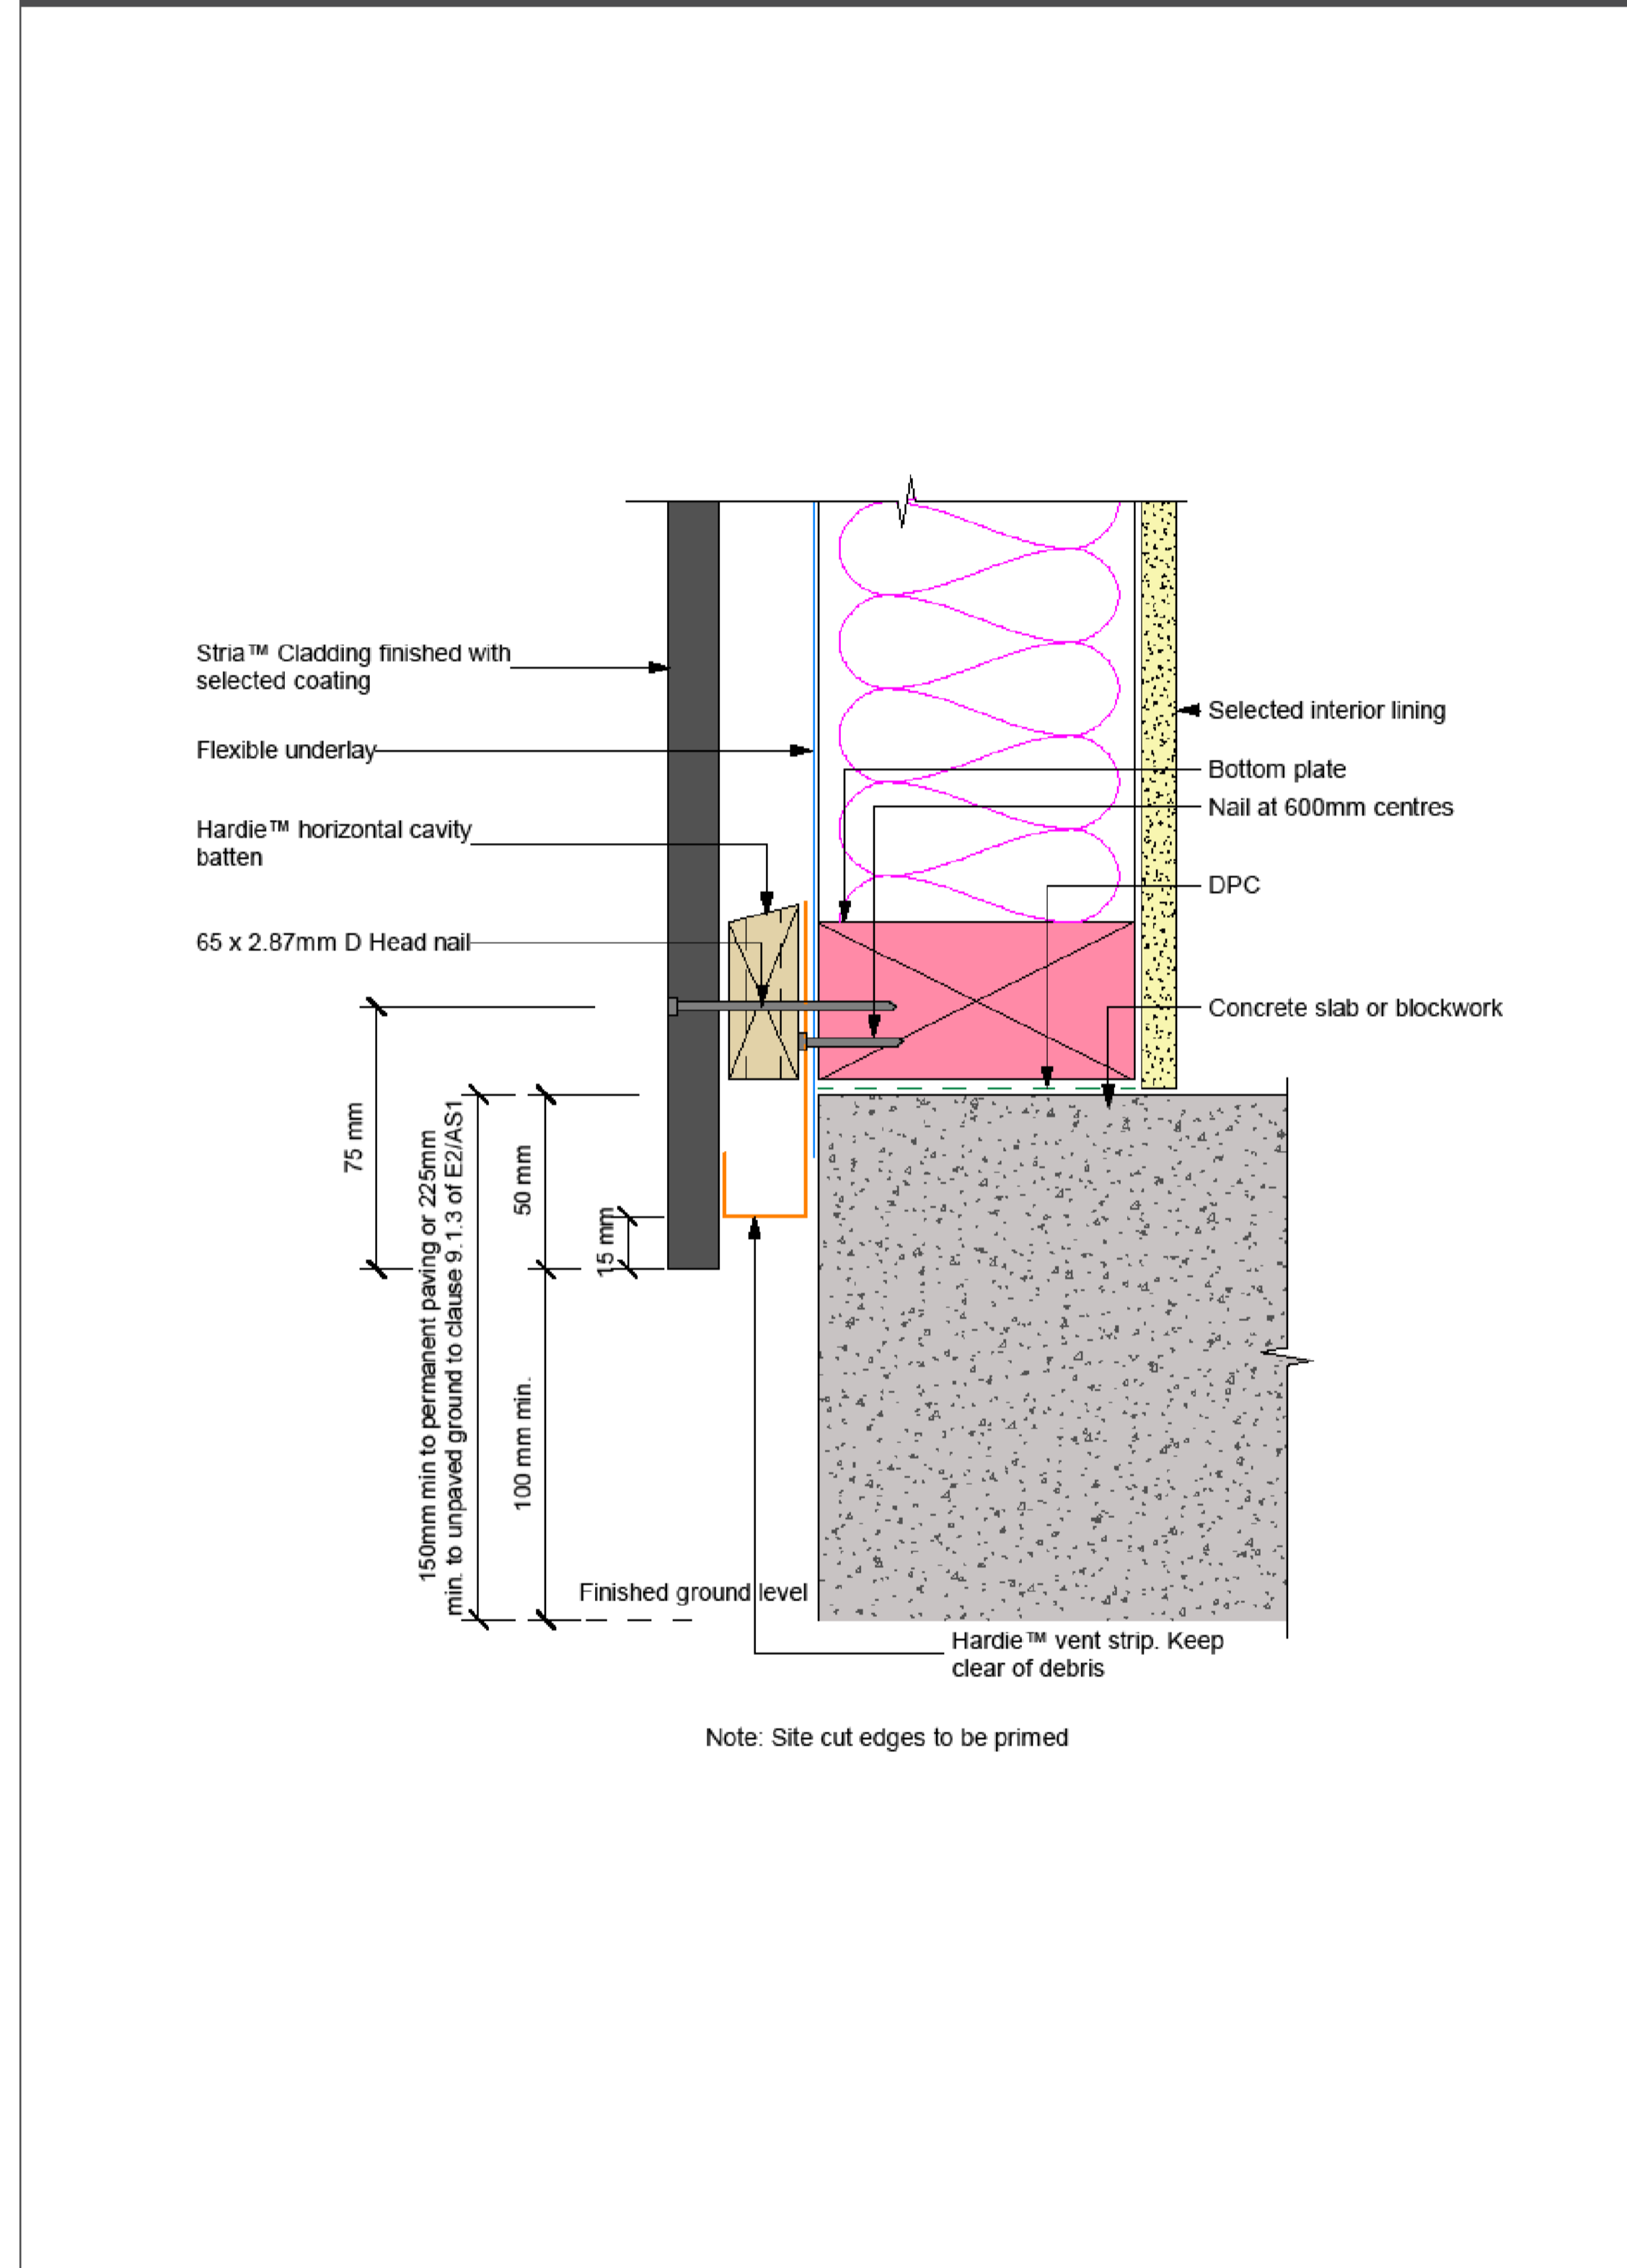 Stria™ Cladding finished with
selected coating
Flexible underlay
Hardie™ horizontal cavity
batten
65 x 2.87mm D Head nail
Selected interior lining
Bottom plate
Nail at 600mm centres
DPC
Concrete slab or blockwork
75 mm
150mm min to permanent paving or 225mm
min. to unpaved ground to clause 9.1.3 of E2/AS1
50 mm
15 mm
100 mm min.
Finished ground level
Hardie™ vent strip. Keep
clear of debris
Note: Site cut edges to be primed